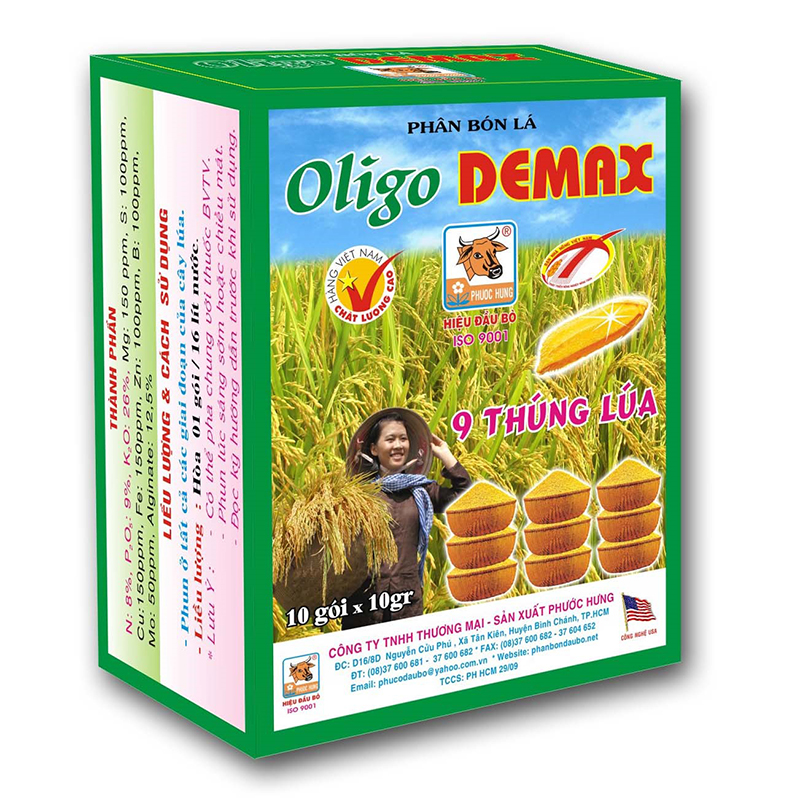 Oligo DEMAX
PHÂN BÓN LÁ
Oligo DEMAX
HÀNG VIỆT NAM
CHẤT LƯỢNG CAO
®
PHUOC HUNG
HIỆU ĐẦU BÒ
ISO 9001
9 THÚNG LÚA
10 gói x 10gr
CÔNG TY TNHH THƯƠNG MẠI - SẢN XUẤT PHƯỚC HƯNG
ĐC: D16/8D Nguyễn Cửu Phú , Xã Tân Kiên, Huyện Bình Chánh, TP.HCM
ĐT: (08)37 600 681 - 37 600 682 * FAX: (08)37 600 682 - 37 604 652
Email: phucodaubo@yahoo.com.vn * Website: phanbondaubo.net
TCCS: PH HCM 29/09
CÔNG NGHỆ USA
PHUOC HUNG
HIỆU ĐẦU BÒ
ISO 9001
THÀNH PHẦN
N: 8%, P₂O₅: 9%, K₂O: 26%, Mg: 150 ppm, S: 100ppm,
Cu: 150ppm, Fe: 150ppm, Zn: 100ppm, B: 100ppm,
Mo: 50ppm, Alginate: 12,5%
LIỀU LƯỢNG & CÁCH SỬ DỤNG
- Phun ở tất cả các giai đoạn của cây lúa.
- Liều lượng : Hòa 01 gói / 16 lít nước.
* Lưu ý : - Có thể pha chung với thuốc BVTV.
- Phun lúc sáng sớm hoặc chiều mát.
- Đọc kỹ hướng dẫn trước khi sử dụng.